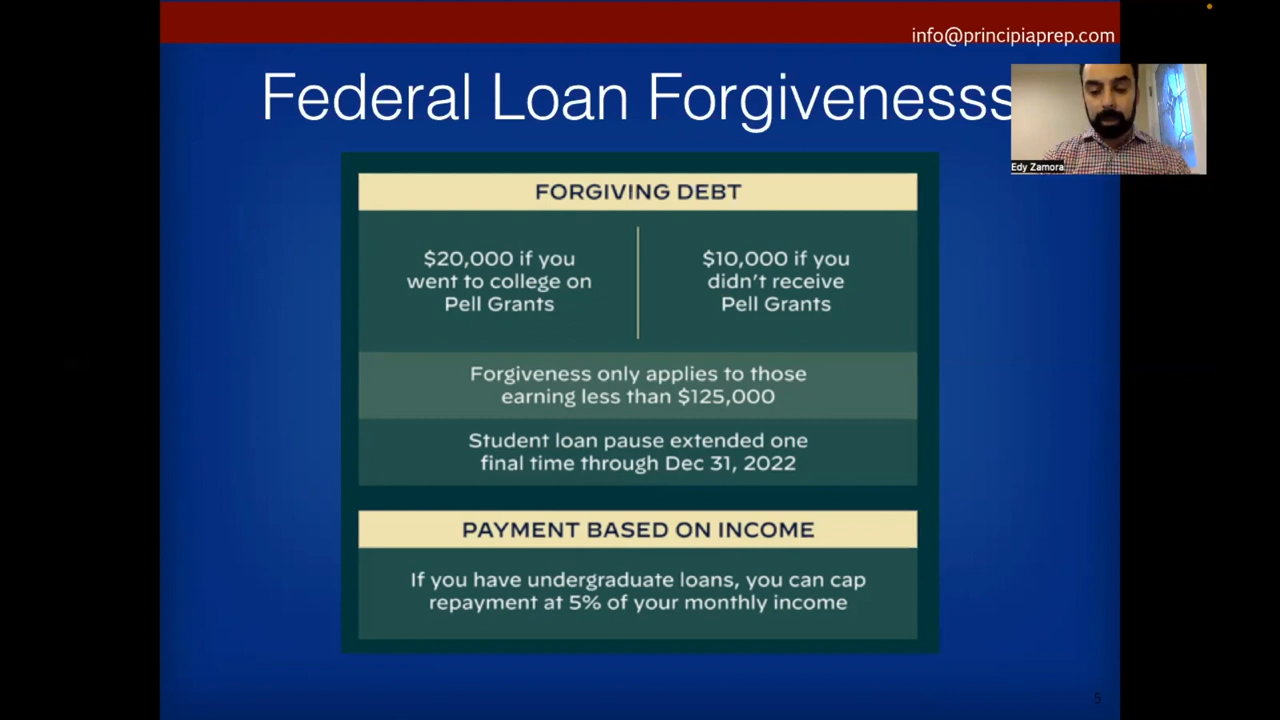 info@principiaprep.com
Federal Loan Forgivenesss
Edy Zamora
FORGIVING DEBT
$20,000 if you
went to college on
Pell Grants
$10,000 if you
didn't receive
Pell Grants
Forgiveness only applies to those
earning less than $125,000
Student loan pause extended one
final time through Dec 31, 2022
PAYMENT BASED ON INCOME
If you have undergraduate loans, you can cap
repayment at 5% of your monthly income
5